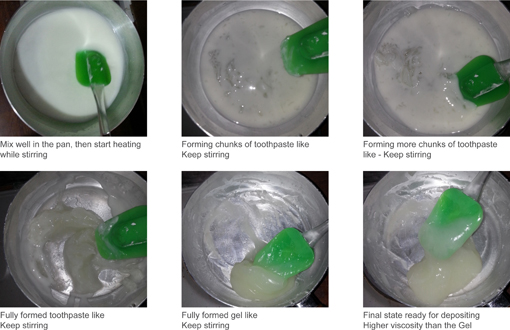 Mix well in the pan, then start heating
while stirring
Forming chunks of toothpaste like
Keep stirring
Forming more chunks of toothpaste
like - Keep stirring
Fully formed toothpaste like
Keep stirring
Fully formed gel like
Keep stirring
Final state ready for depositing
Higher viscosity than the Gel